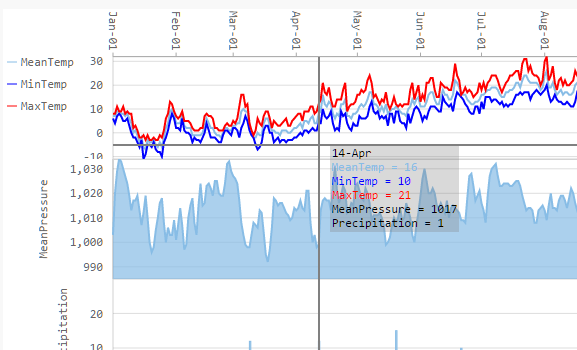 Jan-01
Feb-01
Mar-01
Apr-01
May-01
Jun-01
Jul-01
Aug-01
MeanTemp
MinTemp
MaxTemp
30
20
10
0
-10
1,030
1,020
1,010
1,000
990
MeanPressure
14-Apr
MeanTemp = 16
MinTemp = 10
MaxTemp = 21
MeanPressure = 1017
Precipitation = 1
cipitation
20
10